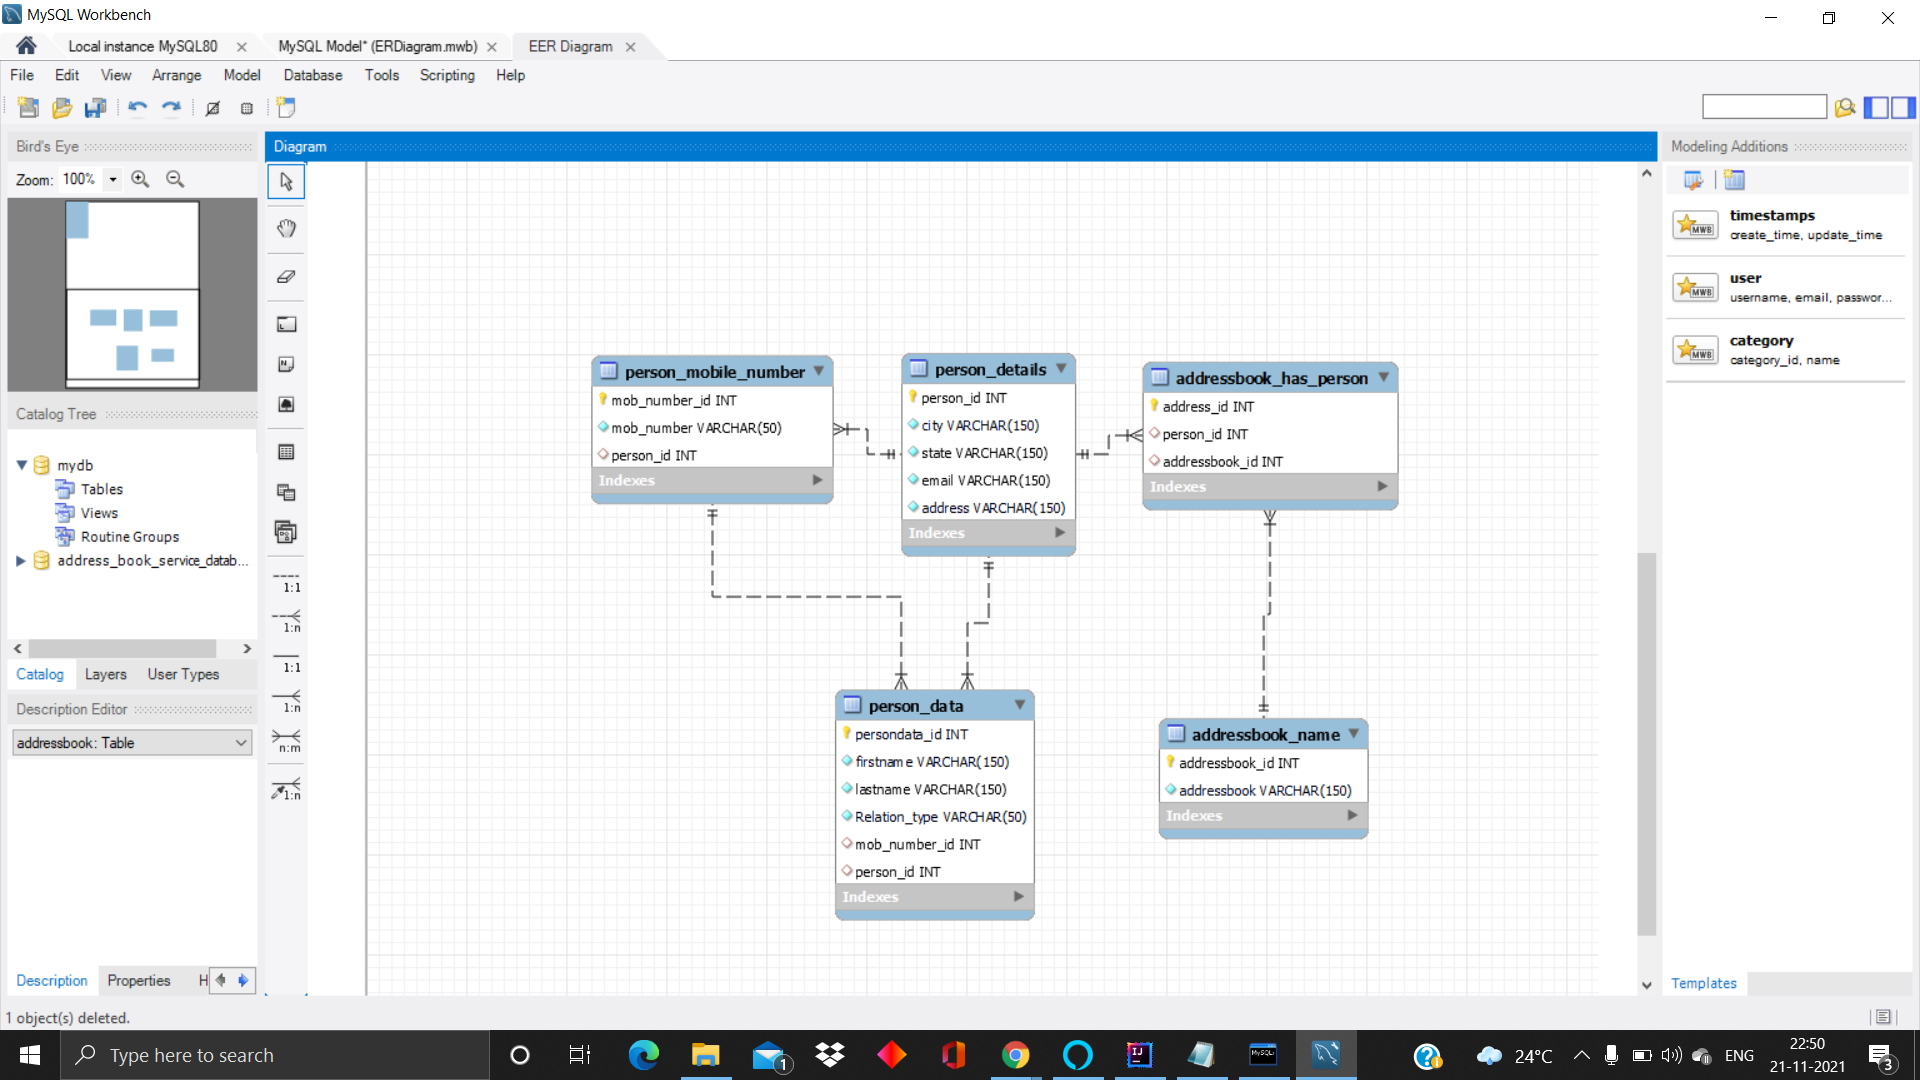 MySQL Workbench
Local instance MySQL80
MySQL Model* (ERDiagram.mwb)
EER Diagram
File Edit View Arrange Model Database Tools Scripting Help
Bird's Eye
Zoom: 100%
Catalog Tree
mydb
Tables
Views
Routine Groups
address_book_service_datab...
Catalog Layers User Types
Description Editor
addressbook: Table
Description Properties H
1 object(s) deleted.
Diagram
1:1
1:n
1:1
1:n
n:m
1:n
person_mobile_number
mob_number_id INT
mob_number VARCHAR(50)
person_id INT
Indexes
person_details
person_id INT
city VARCHAR(150)
state VARCHAR(150)
email VARCHAR(150)
address VARCHAR(150)
Indexes
addressbook_has_person
address_id INT
person_id INT
addressbook_id INT
Indexes
person_data
persondata_id INT
firstname VARCHAR(150)
lastname VARCHAR(150)
Relation_type VARCHAR(50)
mob_number_id INT
person_id INT
Indexes
addressbook_name
addressbook_id INT
addressbook VARCHAR(150)
Indexes
Modeling Additions
MWB
timestamps
create_time, update_time
MWB
user
username, email, passwor...
MWB
category
category_id, name
Templates
Type here to search
1
IJ
MySQL
24°C
ENG
22:50
21-11-2021
3